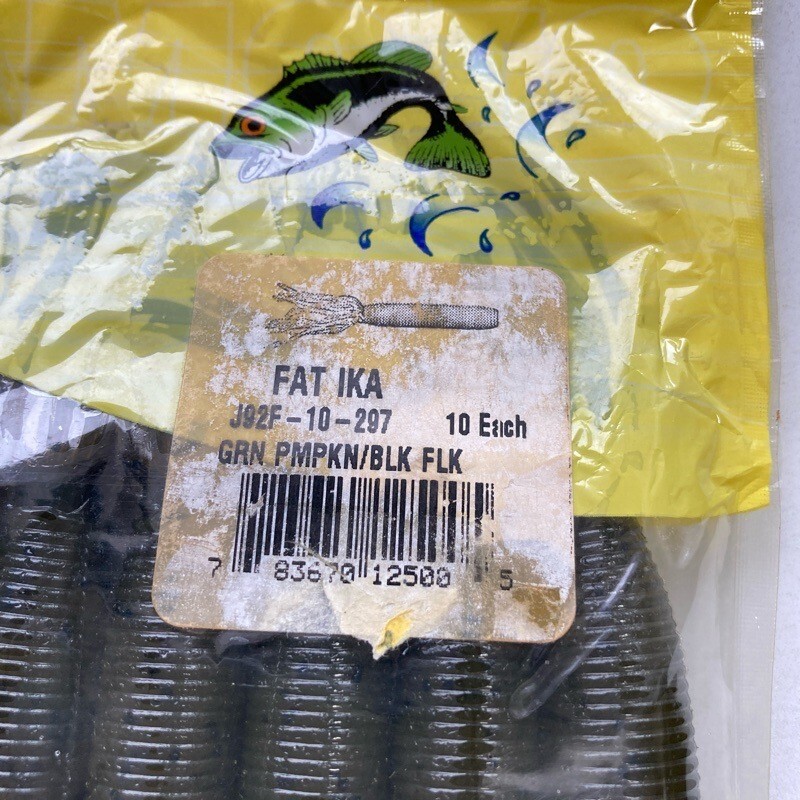 FAT IKA
J92F-10-297 10 Each
GRN PMPKN/BLK FLK
7 83670 12500 5